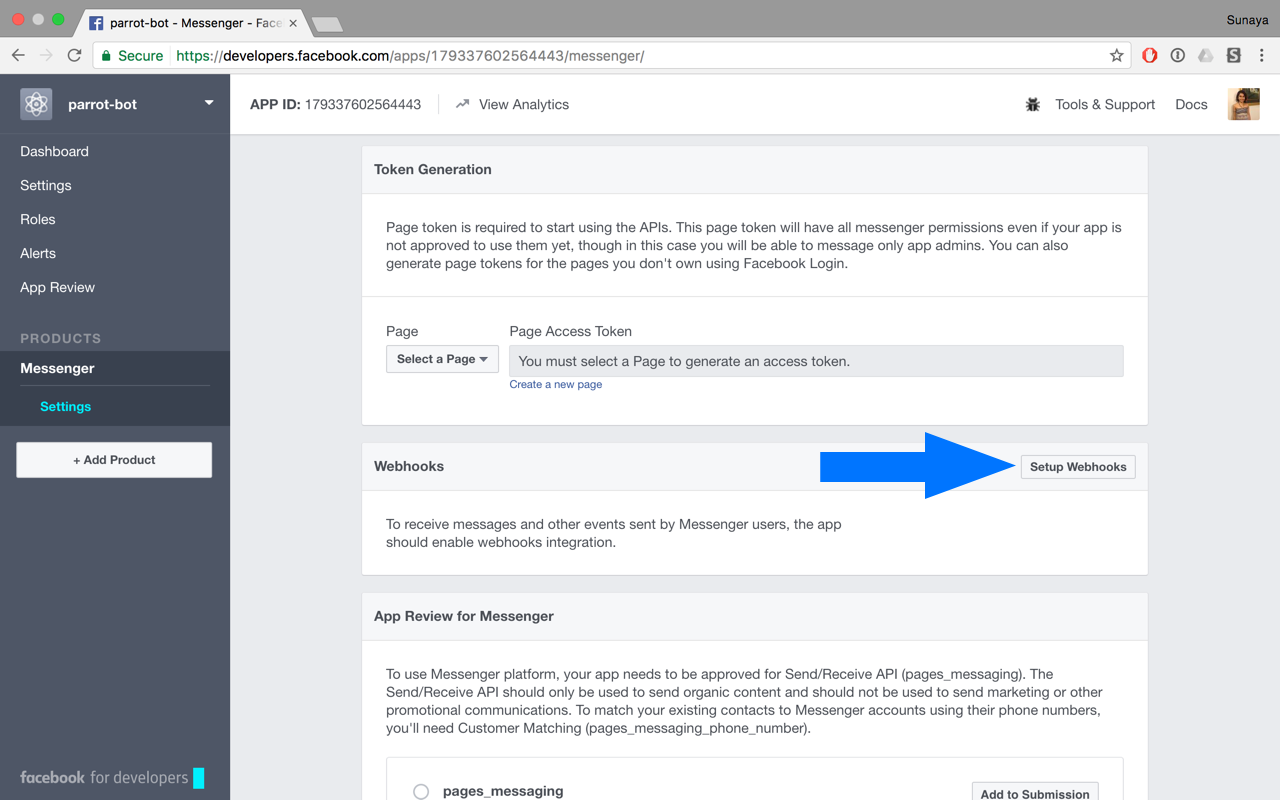 parrot-bot - Messenger - Face
Sunaya
Secure
https://developers.facebook.com/apps/179337602564443/messenger/
parrot-bot
APP ID: 179337602564443
View Analytics
Tools & Support
Docs
Dashboard
Settings
Roles
Alerts
App Review
PRODUCTS
Messenger
Settings
+ Add Product
facebook for developers
Token Generation
Page token is required to start using the APIs. This page token will have all messenger permissions even if your app is
not approved to use them yet, though in this case you will be able to message only app admins. You can also
generate page tokens for the pages you don't own using Facebook Login.
Page
Page Access Token
Select a Page
You must select a Page to generate an access token.
Create a new page
Webhooks
Setup Webhooks
To receive messages and other events sent by Messenger users, the app
should enable webhooks integration.
App Review for Messenger
To use Messenger platform, your app needs to be approved for Send/Receive API (pages_messaging). The
Send/Receive API should only be used to send organic content and should not be used to send marketing or other
promotional communications. To match your existing contacts to Messenger accounts using their phone numbers,
you'll need Customer Matching (pages_messaging_phone_number).
pages_messaging
Add to Submission